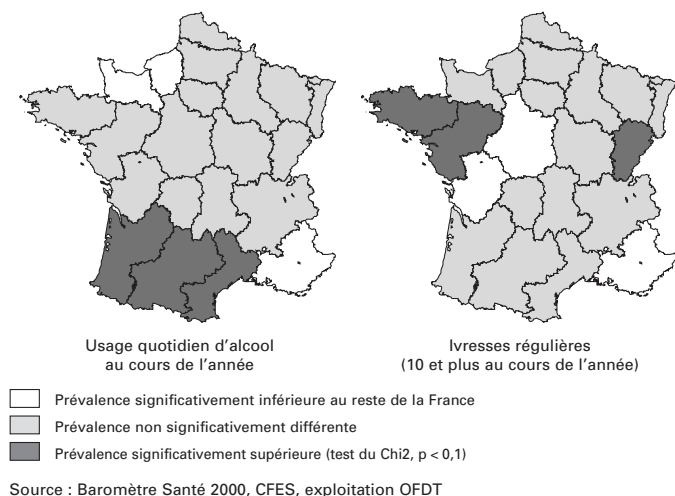 Usage quotidien d'alcool
au cours de l'année
Ivresses régulières
(10 et plus au cours de l'année)
Prévalence significativement inférieure au reste de la France
Prévalence non significativement différente
Prévalence significativement supérieure (test du Chi2, p < 0,1)
Source : Baromètre Santé 2000, CFES, exploitation OFDT